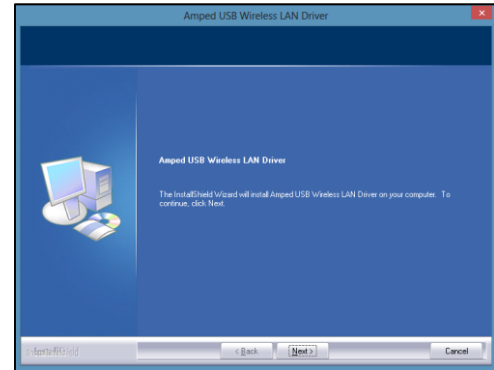 Amped USB Wireless LAN Driver
Amped USB Wireless LAN Driver
The InstallShield Wizard will install Amped USB Wireless LAN Driver on your computer. To
continue, click Next.
InstallShield
< Back
Next >
Cancel